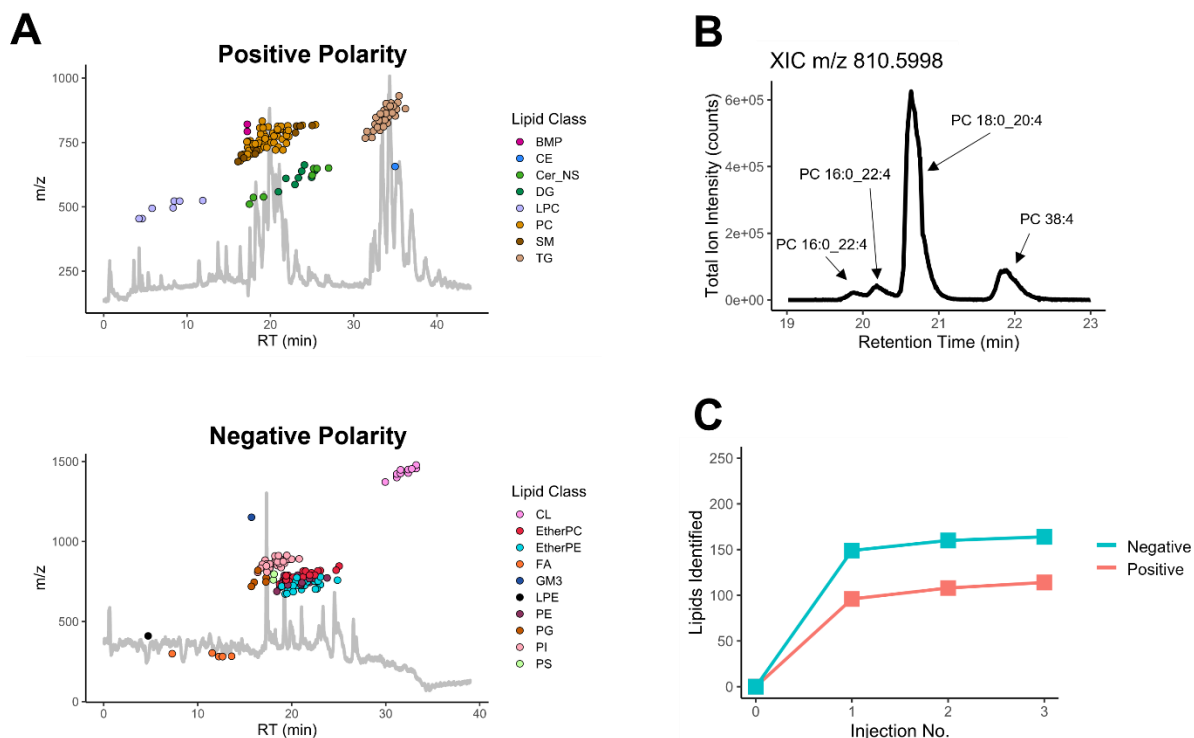 A
Positive Polarity
1000
750
500
250
m/z
0
10
20
30
40
RT (min)
Lipid Class
BMP
CE
Cer_NS
DG
LPC
PC
SM
TG
Negative Polarity
1500
1000
500
0
m/z
0
10
20
30
40
RT (min)
Lipid Class
CL
EtherPC
EtherPE
FA
GM3
LPE
PE
PG
PI
PS
B
XIC m/z 810.5998
6e+05
4e+05
2e+05
0e+00
Total Ion Intensity (counts)
PC 18:0_20:4
PC 16:0_22:4
PC 16:0_22:4
PC 38:4
19
20
21
22
23
Retention Time (min)
C
250
200
150
100
50
0
Lipids Identified
0
1
2
3
Injection No.
Negative
Positive